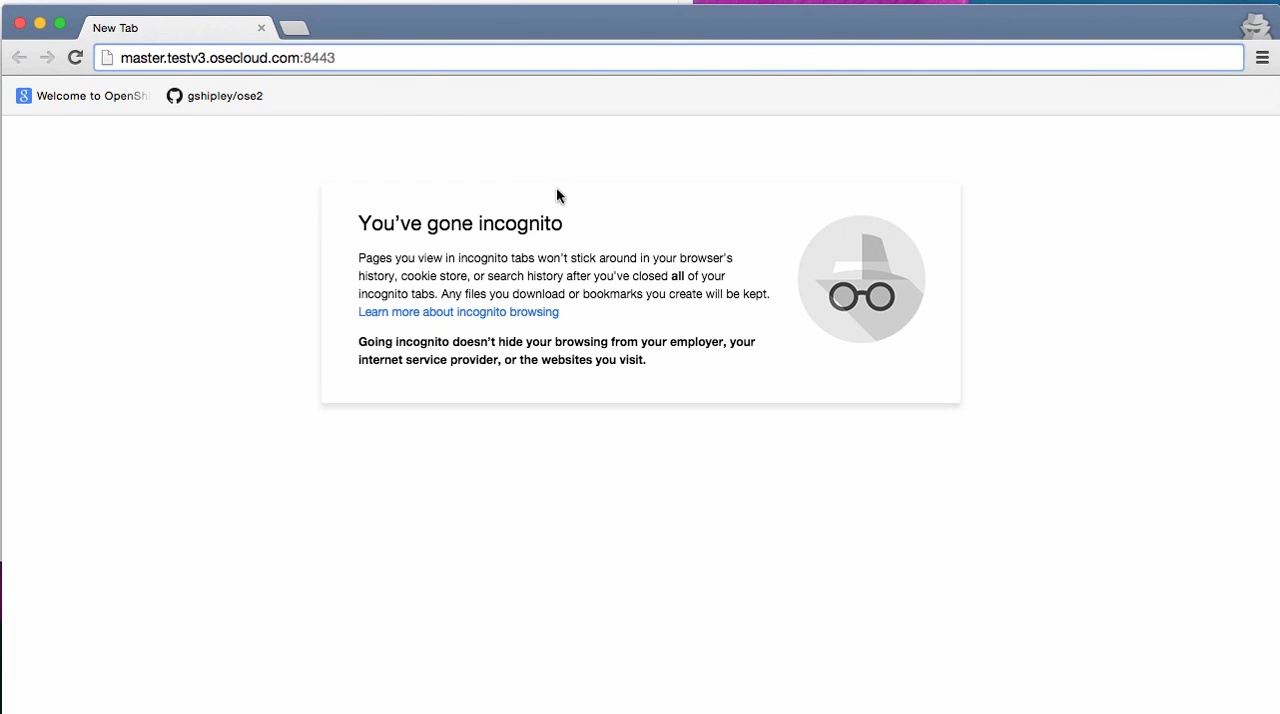 New Tab
master.testv3.osecloud.com:8443
Welcome to OpenShi
gshipley/ose2
You've gone incognito
Pages you view in incognito tabs won't stick around in your browser's
history, cookie store, or search history after you've closed all of your
incognito tabs. Any files you download or bookmarks you create will be kept.
Learn more about incognito browsing
Going incognito doesn't hide your browsing from your employer, your
internet service provider, or the websites you visit.